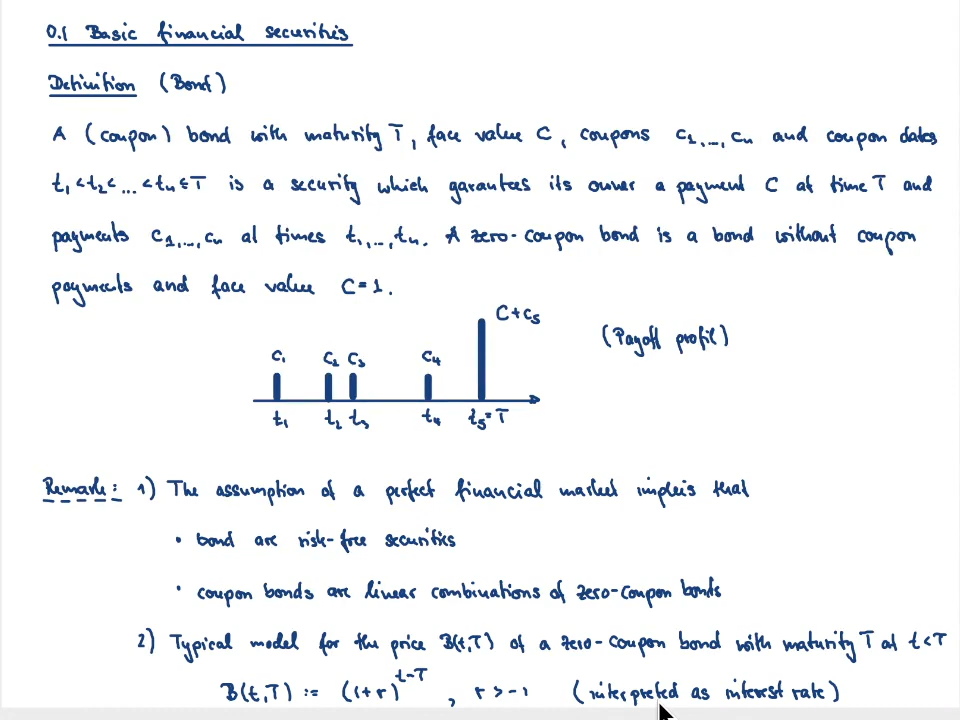 0.1 Basic financial securities
Definition (Bond)
A (coupon) bond with maturity T, face value C, coupons c₁,...,cₙ and coupon dates
t₁<t₂<...<tₙ≤T is a security which garantees its owner a payment C at time T and
payments c₁,...,cₙ at times t₁,...,tₙ. A zero-coupon bond is a bond without coupon
payments and face value C=1.
C+c₅
(Payoff profil)
c₁ c₂ c₃ c₄
t₁ t₂ t₃ t₄ t₅=T
Remark: 1) The assumption of a perfect financial market impleis that
• bond are risk-free securities
• coupon bonds are linear combinations of zero-coupon bonds
2) Typical model for the price B(t,T) of a zero-coupon bond with maturity T at t<T
B(t,T) := (1+r)^(t-T), r>-1 (interpreted as interest rate)